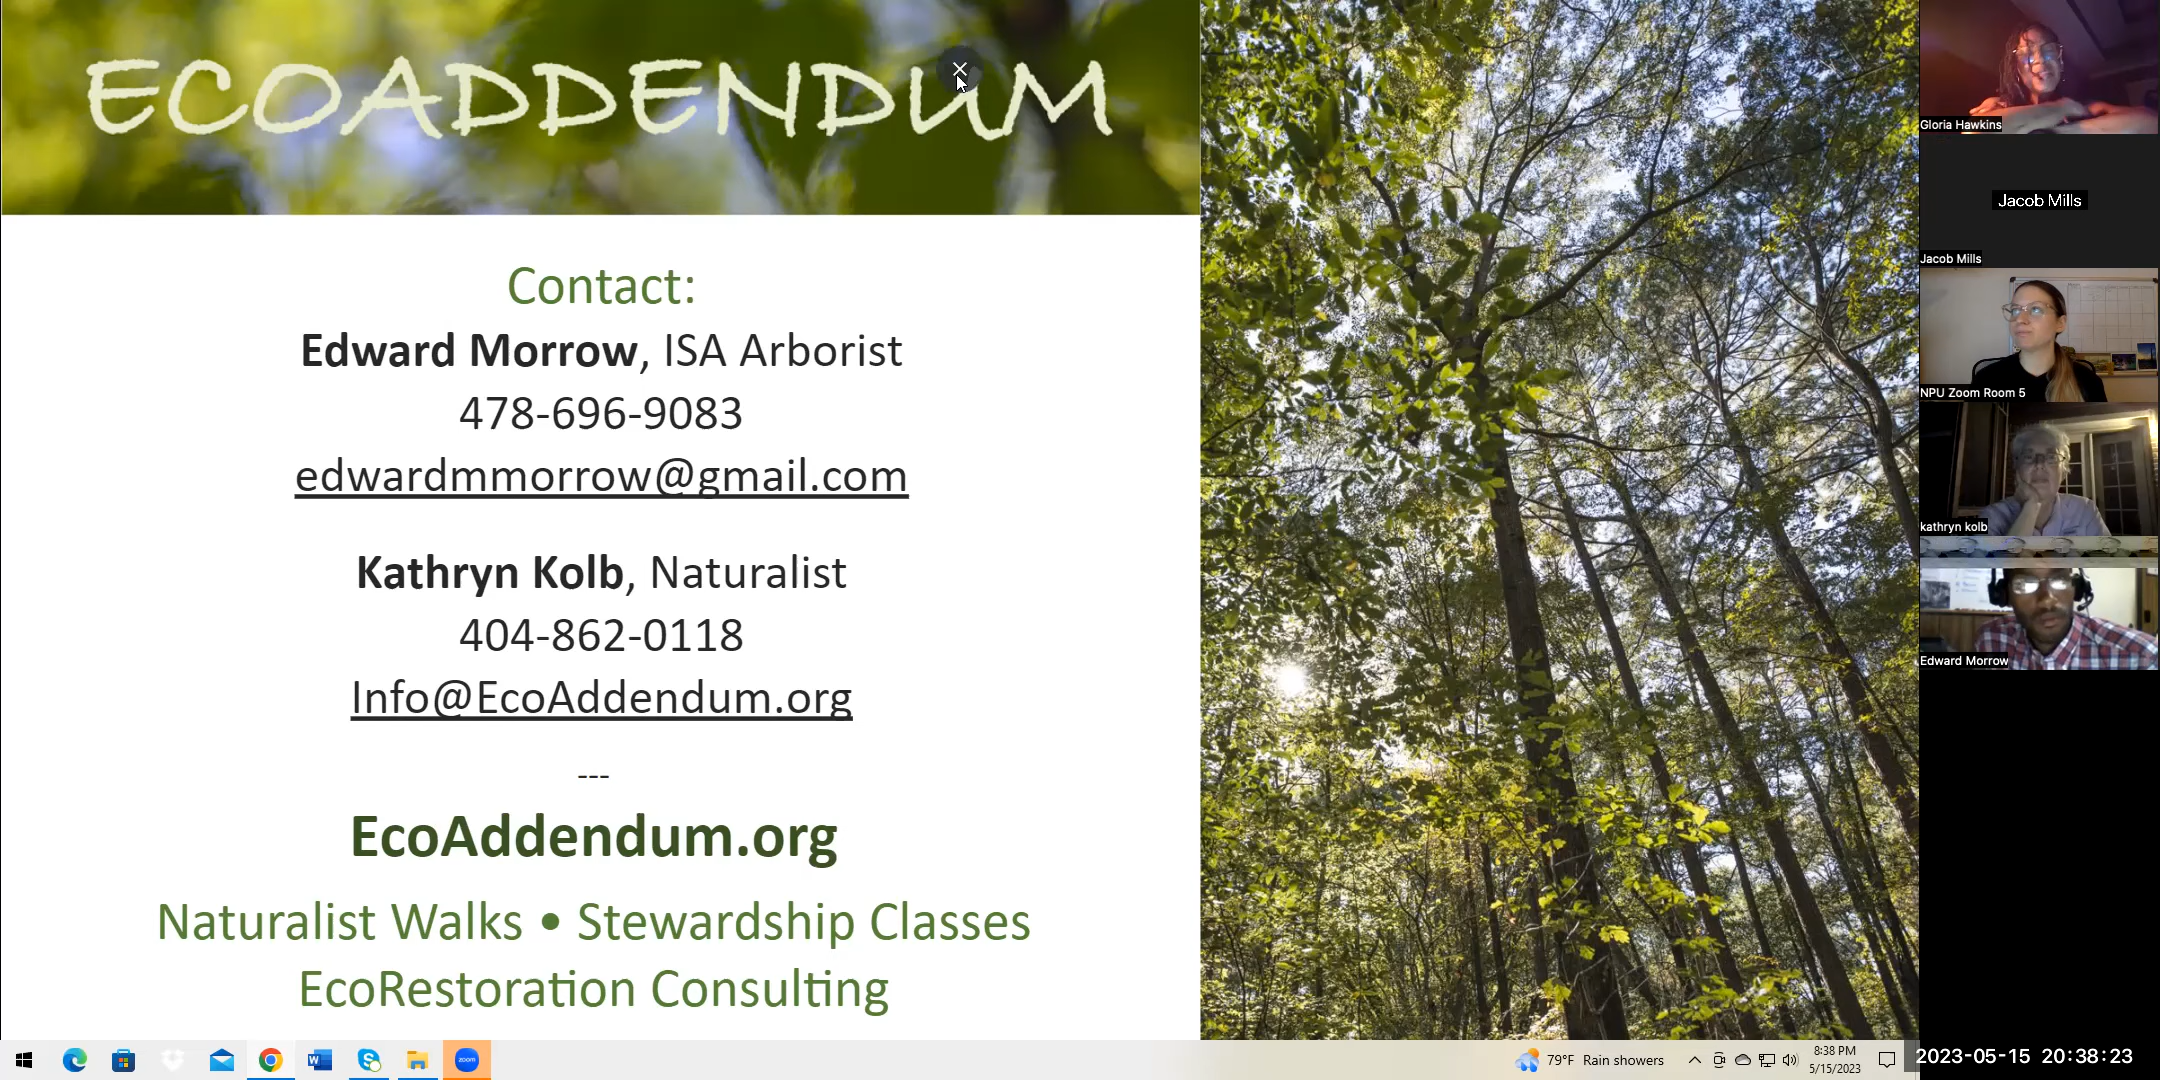 ECOADDENDUM
Contact:
Edward Morrow, ISA Arborist
478-696-9083
edwardmmorrow@gmail.com
Kathryn Kolb, Naturalist
404-862-0118
Info@EcoAddendum.org
---
EcoAddendum.org
Naturalist Walks • Stewardship Classes
EcoRestoration Consulting
Gloria Hawkins
Jacob Mills
Jacob Mills
NPU Zoom Room 5
kathryn kolb
Edward Morrow
zoom
79°F Rain showers
8:38 PM
5/15/2023
2023-05-15 20:38:23